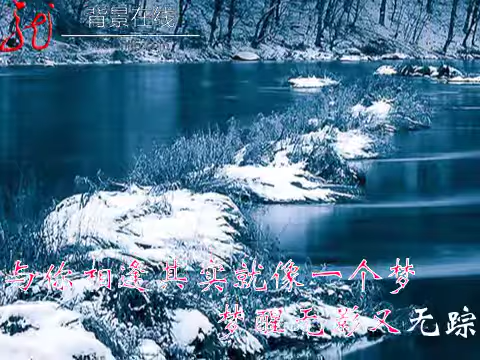 龙 背景在线
与你相逢其实就像一个梦
梦醒无影又无踪